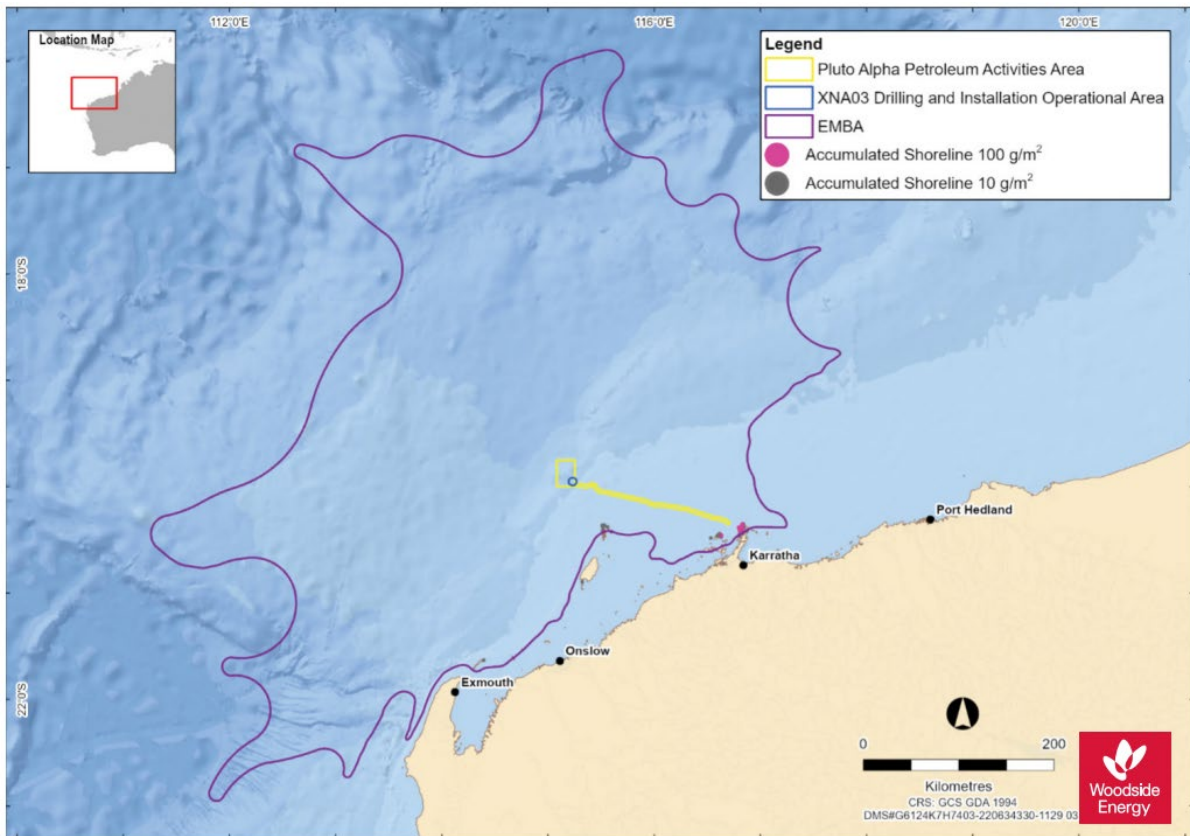 112°0'E
116°0'E
120°0'E
Location Map
Legend
Pluto Alpha Petroleum Activities Area
XNA03 Drilling and Installation Operational Area
EMBA
Accumulated Shoreline 100 g/m²
Accumulated Shoreline 10 g/m²
18°0'S
Port Hedland
Karratha
Onslow
Exmouth
22°0'S
0
200
Kilometres
CRS: GCS GDA 1994
DMS#G6124K7H7403-220634330-1129 03
Woodside
Energy